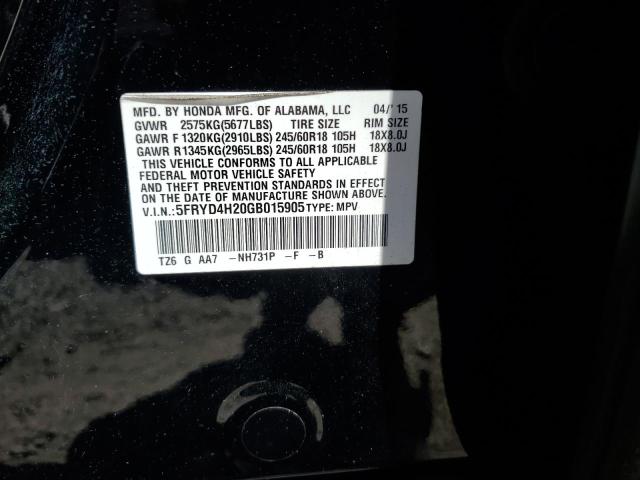 MFD. BY HONDA MFG. OF ALABAMA, LLC 04/'15
GVWR 2575KG(5677LBS) TIRE SIZE RIM SIZE
GAWR F 1320KG(2910LBS) 245/60R18 105H 18X8.0J
GAWR R1345KG(2965LBS) 245/60R18 105H 18X8.0J
THIS VEHICLE CONFORMS TO ALL APPLICABLE
FEDERAL MOTOR VEHICLE SAFETY
AND THEFT PREVENTION STANDARDS IN EFFECT
ON THE DATE OF MANUFACTURE SHOWN ABOVE.
V.I.N.:5FRYD4H20GB015905 TYPE: MPV
TZ6 G AA7 -NH731P -F -B